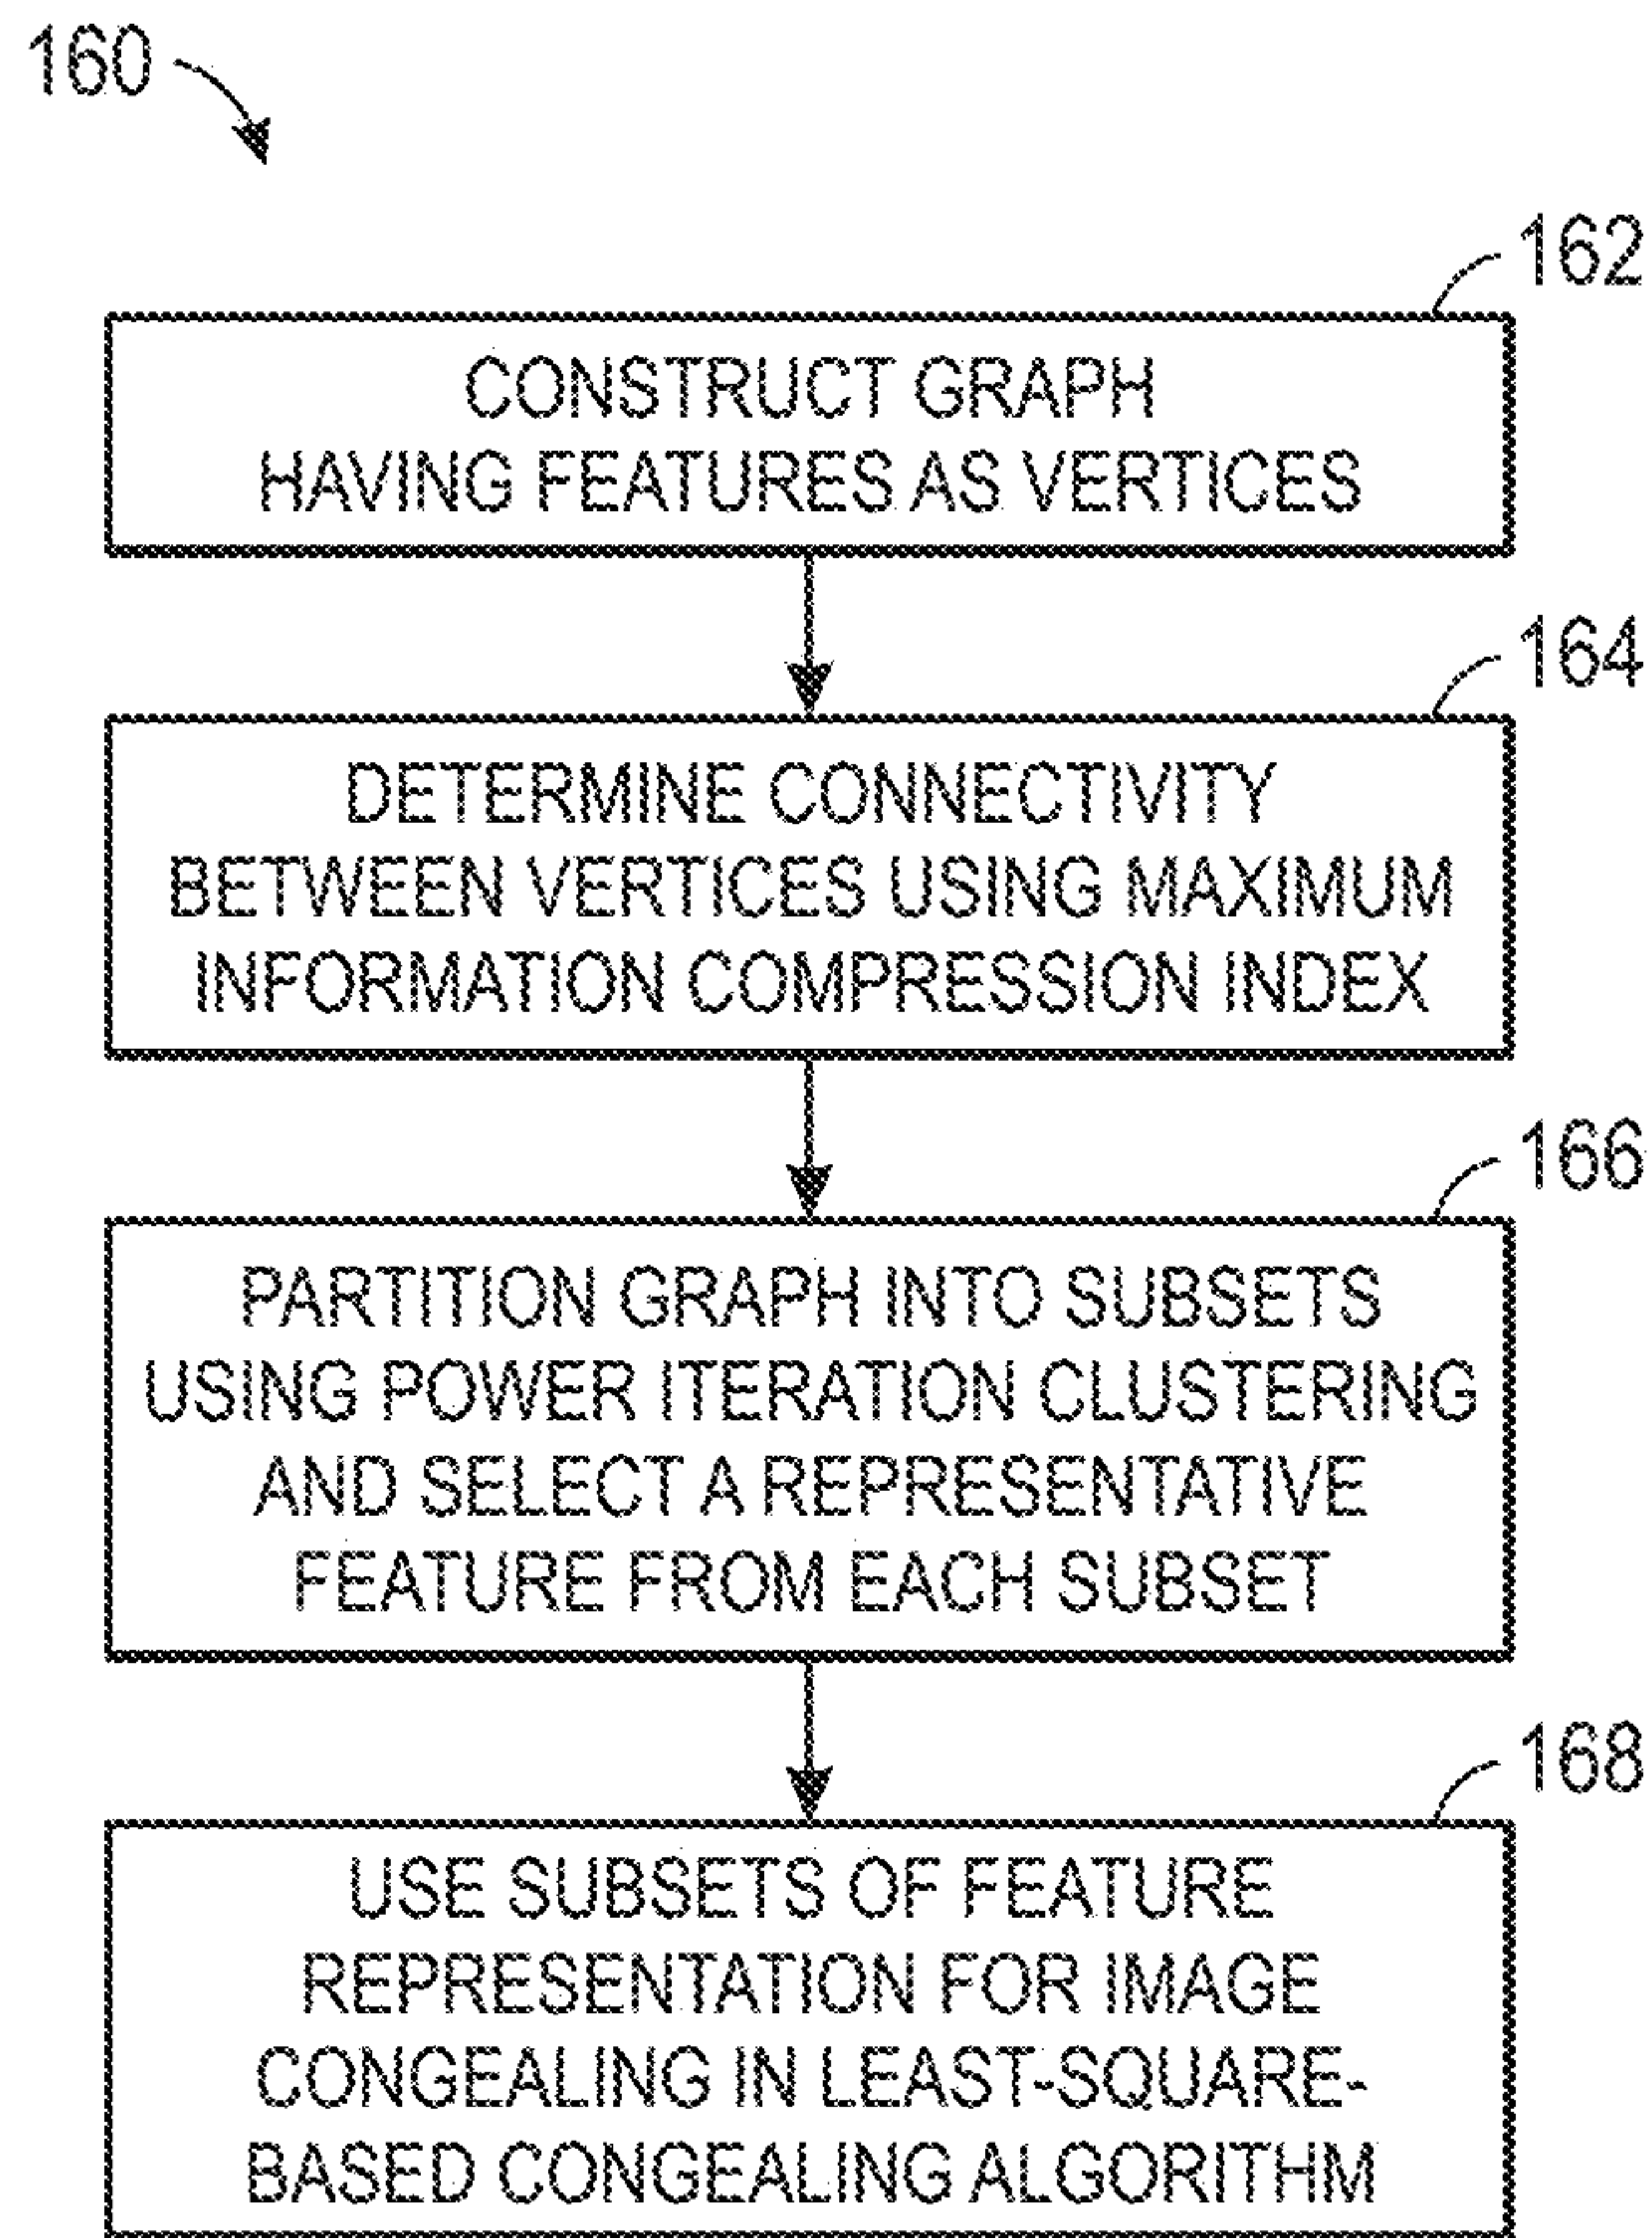 160
162
CONSTRUCT GRAPH
HAVING FEATURES AS VERTICES
164
DETERMINE CONNECTIVITY
BETWEEN VERTICES USING MAXIMUM
INFORMATION COMPRESSION INDEX
166
PARTITION GRAPH INTO SUBSETS
USING POWER ITERATION CLUSTERING
AND SELECT A REPRESENTATIVE
FEATURE FROM EACH SUBSET
168
USE SUBSETS OF FEATURE
REPRESENTATION FOR IMAGE
CONGEALING IN LEAST-SQUARE-
BASED CONGEALING ALGORITHM